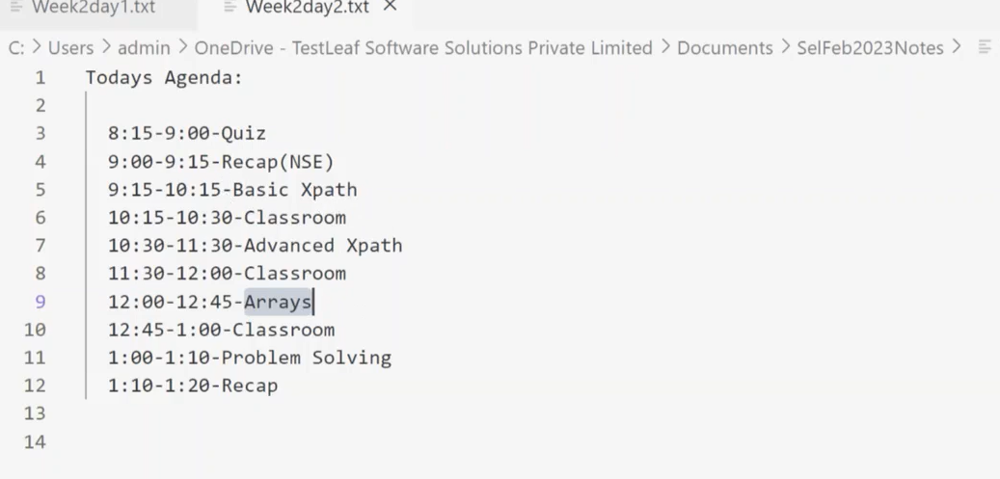 Week2day1.txt Week2day2.txt ×
C: > Users > admin > OneDrive - TestLeaf Software Solutions Private Limited > Documents > SelFeb2023Notes >
1 Todays Agenda:
2
3 8:15-9:00-Quiz
4 9:00-9:15-Recap(NSE)
5 9:15-10:15-Basic Xpath
6 10:15-10:30-Classroom
7 10:30-11:30-Advanced Xpath
8 11:30-12:00-Classroom
9 12:00-12:45-Arrays
10 12:45-1:00-Classroom
11 1:00-1:10-Problem Solving
12 1:10-1:20-Recap
13
14